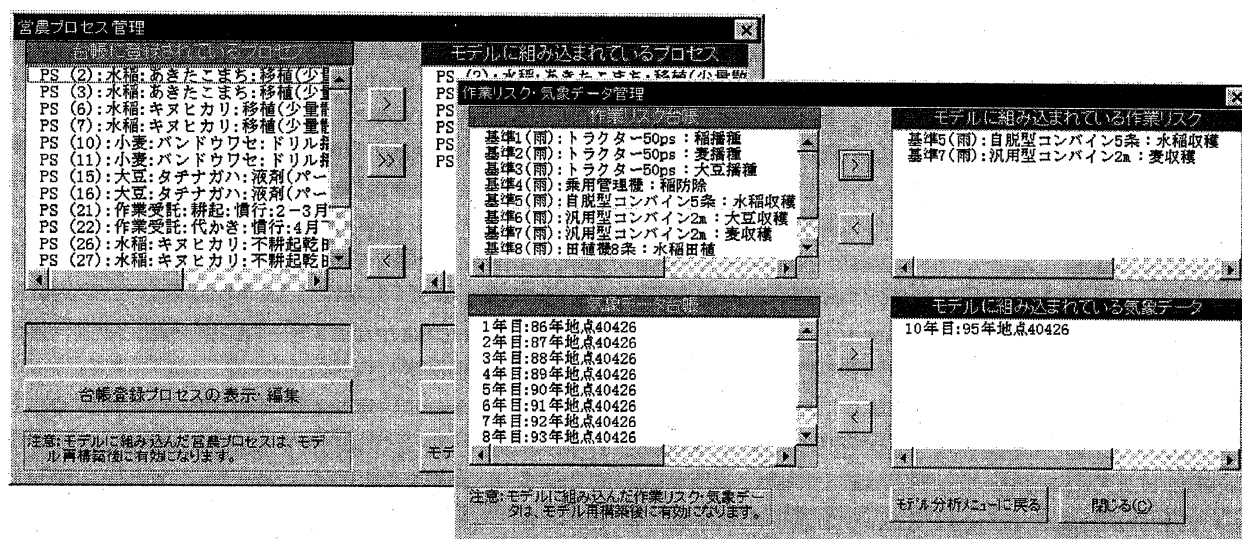 営農プロセス管理
台帳に登録されているプロセス
PS (2):水稲:あきたこまち:移植(少量
PS (3):水稲:あきたこまち:移植(少量
PS (6):水稲:キヌヒカリ:移植(少量散
PS (7):水稲:キヌヒカリ:移植(少量散
PS (10):小麦:バンドウワセ:ドリル播
PS (11):小麦:バンドウワセ:ドリル播
PS (15):大豆:タチナガハ:液剤(パー
PS (16):大豆:タチナガハ:液剤(パー
PS (21):作業受託:耕起:慣行:2-3月
PS (22):作業受託:代かき:慣行:4月
PS (26):水稲:キヌヒカリ:不耕起乾田
PS (27):水稲:キヌヒカリ:不耕起乾田
>
>>
<
台帳登録プロセスの表示・編集
注意:モデルに組み込んだ営農プロセスは、モデ
ル再構築後に有効になります。
モデルに組み込まれているプロセス
PS (2):水稲:あきたこまち:移植(少量散
PS
PS
PS
PS
PS
モデ
作業リスク・気象データ管理
作業リスク台帳
基準1(雨):トラクター50ps:稲播種
基準2(雨):トラクター50ps:麦播種
基準3(雨):トラクター50ps:大豆播種
基準4(雨):乗用管理機:稲防除
基準5(雨):自脱型コンバイン5条:水稲収穫
基準6(雨):汎用型コンバイン2m:大豆収穫
基準7(雨):汎用型コンバイン2m:麦収穫
基準8(雨):田植機8条:水稲田植
>
<
モデルに組み込まれている作業リスク
基準5(雨):自脱型コンバイン5条:水稲収穫
基準7(雨):汎用型コンバイン2m:麦収穫
気象データ台帳
1年目:86年地点40426
2年目:87年地点40426
3年目:88年地点40426
4年目:89年地点40426
5年目:90年地点40426
6年目:91年地点40426
7年目:92年地点40426
8年目:93年地点40426
>
<
モデルに組み込まれている気象データ
10年目:95年地点40426
注意:モデルに組み込んだ作業リスク・気象デー
タは、モデル再構築後に有効になります。
モデル分析メニューに戻る
閉じる(C)